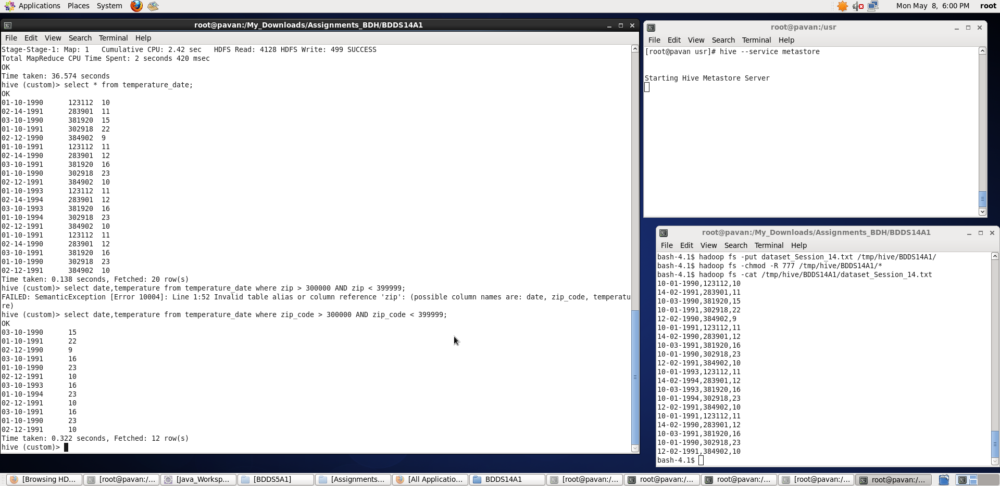 Applications Places System Mon May 8, 6:00 PM root
root@pavan:/My_Downloads/Assignments_BDH/BDDS14A1
File Edit View Search Terminal Help
Stage-Stage-1: Map: 1 Cumulative CPU: 2.42 sec HDFS Read: 4128 HDFS Write: 499 SUCCESS
Total MapReduce CPU Time Spent: 2 seconds 420 msec
OK
Time taken: 36.574 seconds
hive (custom)> select * from temperature_date;
OK
01-10-1990 123112 10
02-14-1991 283901 11
03-10-1990 381920 15
01-10-1991 302918 22
02-12-1990 384902 9
01-10-1991 123112 11
02-14-1990 283901 12
03-10-1991 381920 16
01-10-1990 302918 23
02-12-1991 384902 10
01-10-1993 123112 11
02-14-1994 283901 12
03-10-1993 381920 16
01-10-1994 302918 23
02-12-1991 384902 10
01-10-1991 123112 11
02-14-1990 283901 12
03-10-1991 381920 16
01-10-1990 302918 23
02-12-1991 384902 10
Time taken: 0.138 seconds, Fetched: 20 row(s)
hive (custom)> select date,temperature from temperature_date where zip > 300000 AND zip < 399999;
FAILED: SemanticException [Error 10004]: Line 1:52 Invalid table alias or column reference 'zip': (possible column names are: date, zip_code, temperatu
re)
hive (custom)> select date,temperature from temperature_date where zip_code > 300000 AND zip_code < 399999;
OK
03-10-1990 15
01-10-1991 22
02-12-1990 9
03-10-1991 16
01-10-1990 23
02-12-1991 10
03-10-1993 16
01-10-1994 23
02-12-1991 10
03-10-1991 16
01-10-1990 23
02-12-1991 10
Time taken: 0.322 seconds, Fetched: 12 row(s)
hive (custom)>
root@pavan:/usr
File Edit View Search Terminal Help
[root@pavan usr]# hive --service metastore
Starting Hive Metastore Server
root@pavan:/My_Downloads/Assignments_BDH/BDDS14A1
File Edit View Search Terminal Help
bash-4.1$ hadoop fs -put dataset_Session_14.txt /tmp/hive/BDDS14A1/
bash-4.1$ hadoop fs -chmod -R 777 /tmp/hive/BDDS14A1/*
bash-4.1$ hadoop fs -cat /tmp/hive/BDDS14A1/dataset_Session_14.txt
10-01-1990,123112,10
14-02-1991,283901,11
10-03-1990,381920,15
10-01-1991,302918,22
12-02-1990,384902,9
10-01-1991,123112,11
14-02-1990,283901,12
10-03-1991,381920,16
10-01-1990,302918,23
12-02-1991,384902,10
10-01-1993,123112,11
14-02-1994,283901,12
10-03-1993,381920,16
10-01-1994,302918,23
12-02-1991,384902,10
10-01-1991,123112,11
14-02-1990,283901,12
10-03-1991,381920,16
10-01-1990,302918,23
12-02-1991,384902,10
bash-4.1$
[Browsing HD... [root@pavan:/... [Java_Worksp... [BDDS5A1] [Assignments... [All Applicatio... BDDS14A1 [root@pavan:/... root@pavan:/... root@pavan:/... [root@pavan:/... root@pavan:/...